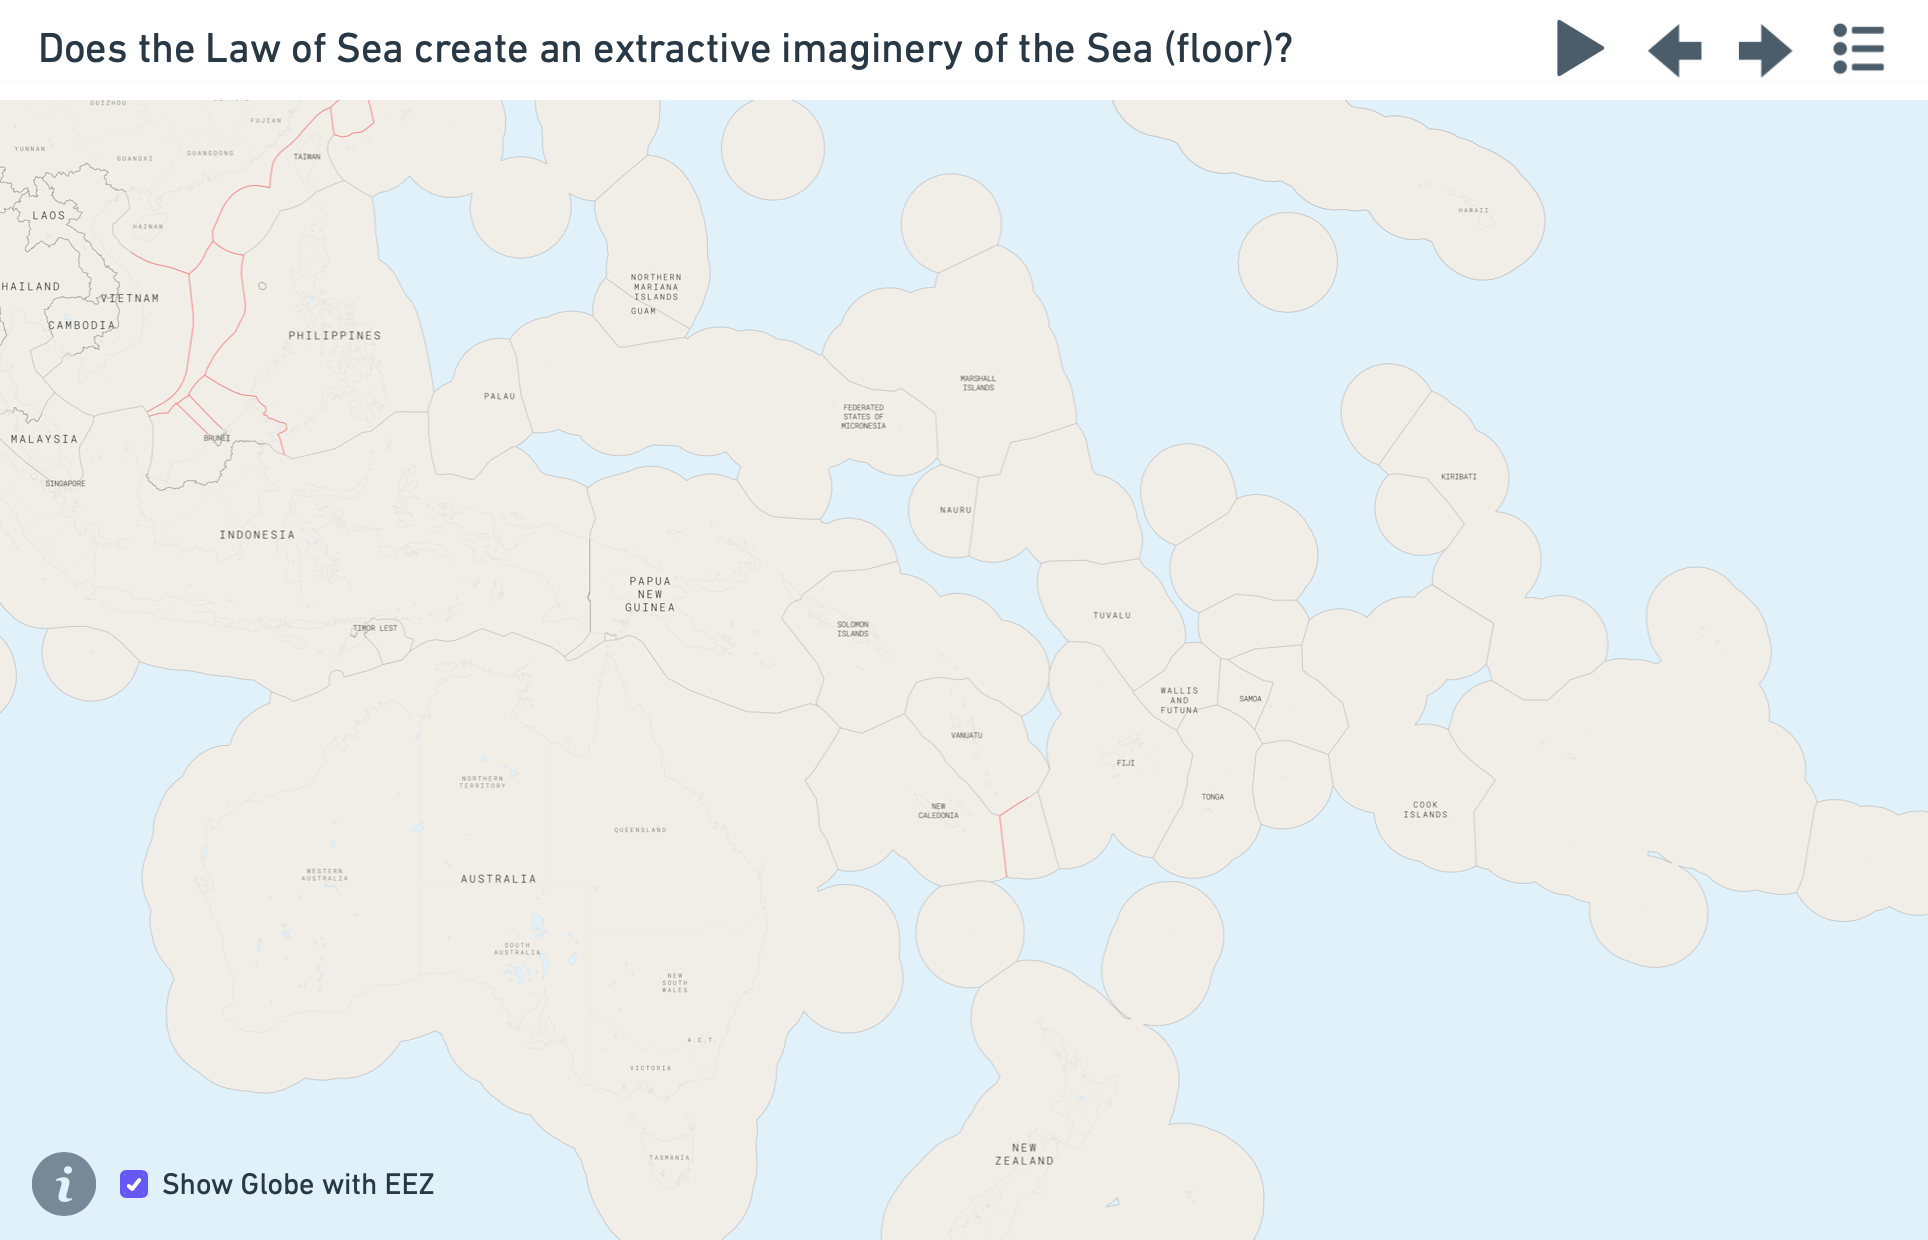 Does the Law of Sea create an extractive imaginery of the Sea (floor)?
GUIZHOU
FUJIAN
YUNNAN
GUANGXI
GUANGDONG
TAIWAN
LAOS
HAINAN
HAWAII
HAILAND
VIETNAM
NORTHERN
MARIANA
ISLANDS
GUAM
CAMBODIA
PHILIPPINES
PALAU
MARSHALL
ISLANDS
FEDERATED
STATES OF
MICRONESIA
MALAYSIA
BRUNEI
SINGAPORE
KIRIBATI
NAURU
INDONESIA
PAPUA
NEW
GUINEA
TIMOR LEST
SOLOMON
ISLANDS
TUVALU
WALLIS
AND
FUTUNA
SAMOA
VANUATU
FIJI
TONGA
NORTHERN
TERRITORY
NEW
CALEDONIA
COOK
ISLANDS
QUEENSLAND
WESTERN
AUSTRALIA
AUSTRALIA
SOUTH
AUSTRALIA
NEW
SOUTH
WALES
A.C.T.
VICTORIA
TASMANIA
NEW
ZEALAND
Show Globe with EEZ